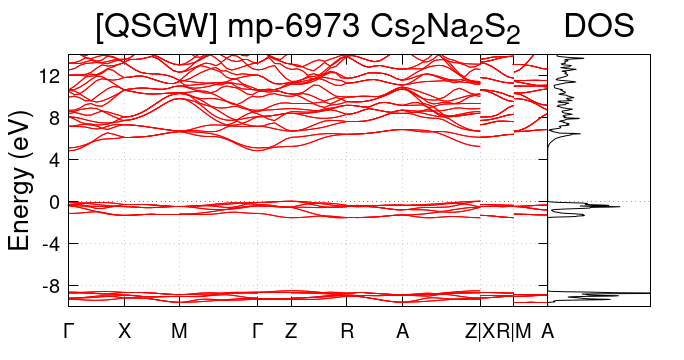 [QSGW] mp-6973 Cs₂Na₂S₂ DOS
Energy (eV)
12
8
4
0
-4
-8
Γ X M Γ Z R A Z|XR|M A